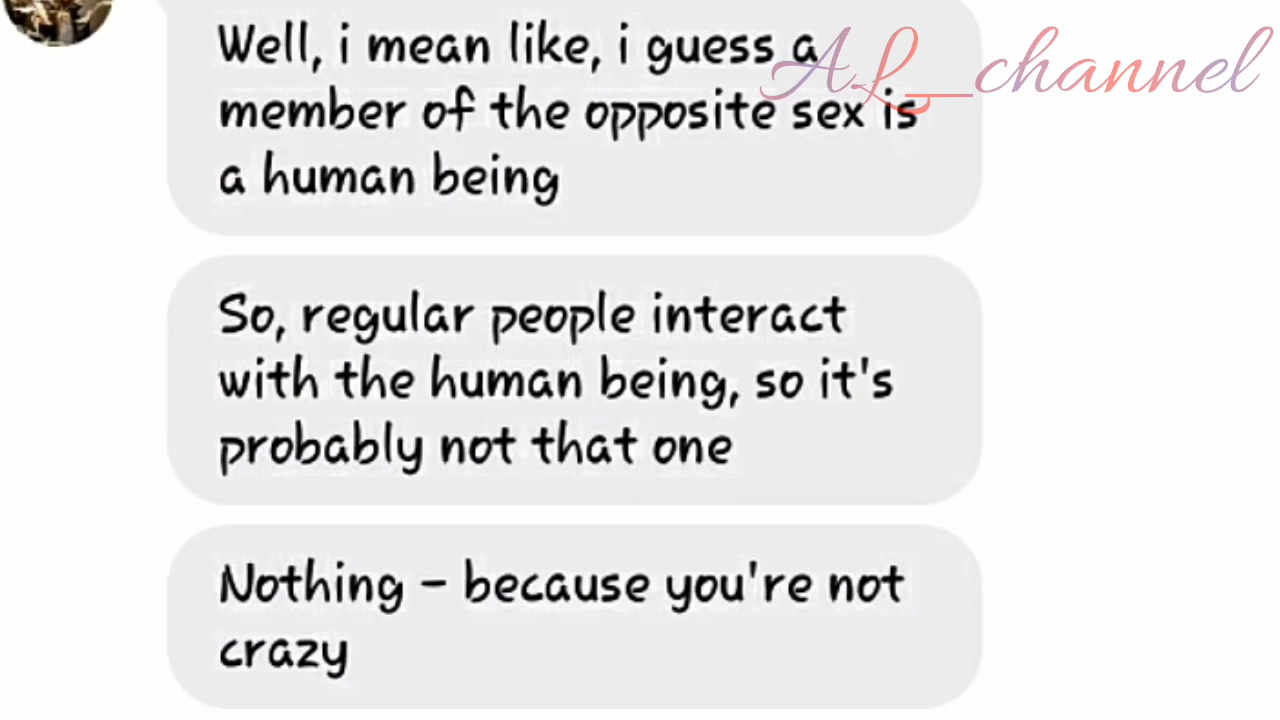 AL__channel
Well, i mean like, i guess a
member of the opposite sex is
a human being
So, regular people interact
with the human being, so it's
probably not that one
Nothing - because you're not
crazy